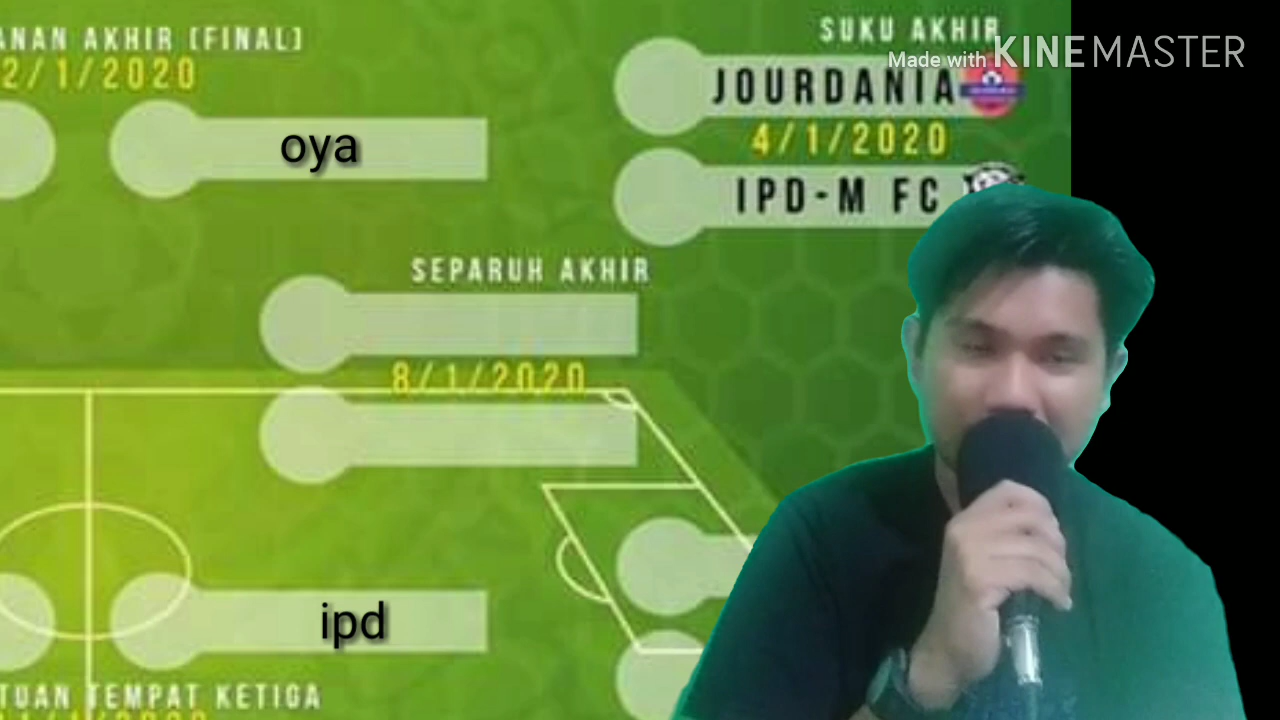 ANAN AKHIR [FINAL]
2/1/2020
SUKU AKHIR
Made with KINEMASTER
JOURDANIA
4/1/2020
oya
IPD-M FC
SEPARUH AKHIR
8/1/2020
ipd
TUAN TEMPAT KETIGA